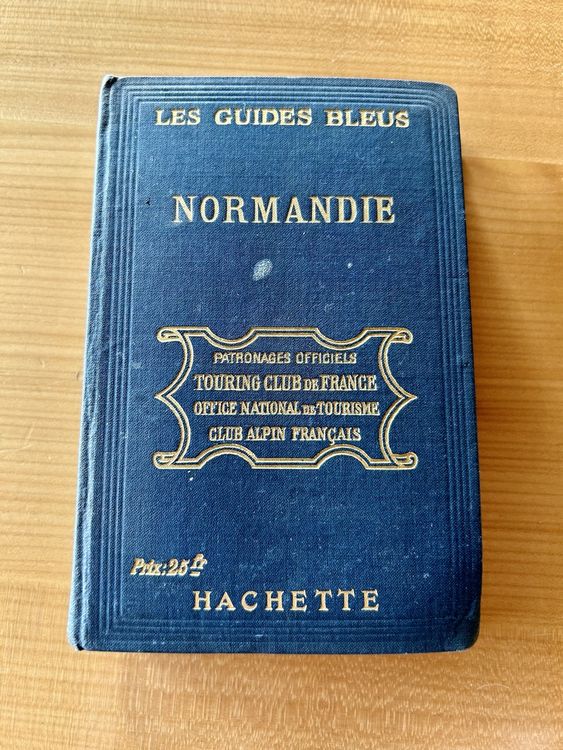 LES GUIDES BLEUS
NORMANDIE
PATRONAGES OFFICIELS
TOURING CLUB DE FRANCE
OFFICE NATIONAL DE TOURISME
CLUB ALPIN FRANÇAIS
Prix: 25 fr
HACHETTE